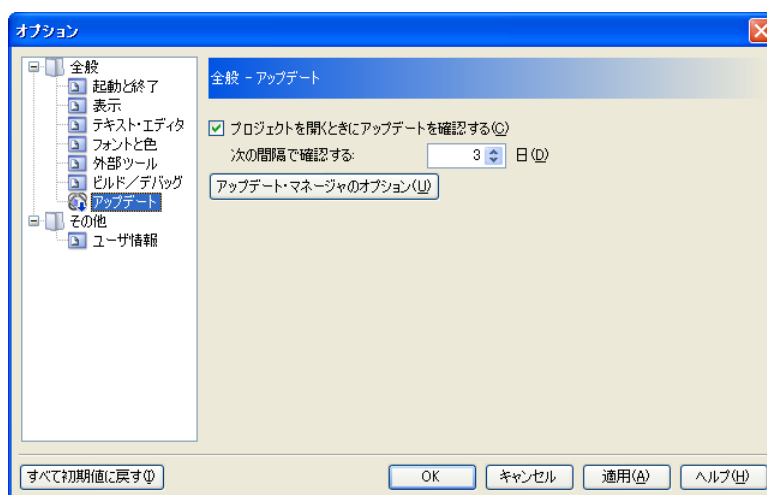 オプション
全般
起動と終了
表示
テキスト・エディタ
フォントと色
外部ツール
ビルド／デバッグ
アップデート
その他
ユーザ情報
全般 - アップデート
プロジェクトを開くときにアップデートを確認する(C)
次の間隔で確認する: 3 日(D)
アップデート・マネージャのオプション(U)
すべて初期値に戻す(I) OK キャンセル 適用(A) ヘルプ(H)